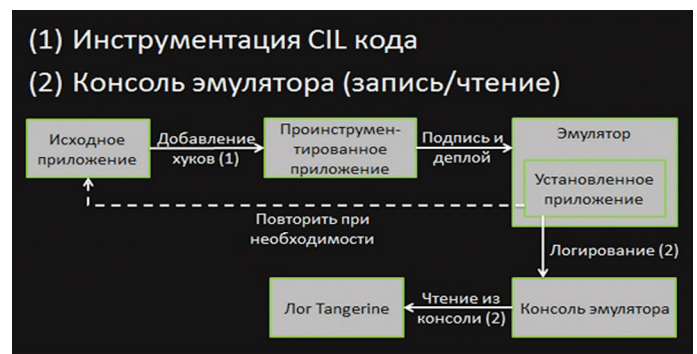 (1) Инструментация CIL кода
(2) Консоль эмулятора (запись/чтение)
Исходное
приложение
Добавление
хуков (1)
Проинструмен-
тированное
приложение
Подпись и
деплой
Эмулятор
Установленное
приложение
Повторить при
необходимости
Логирование (2)
Лог Tangerine
Чтение из
консоли (2)
Консоль эмулятора